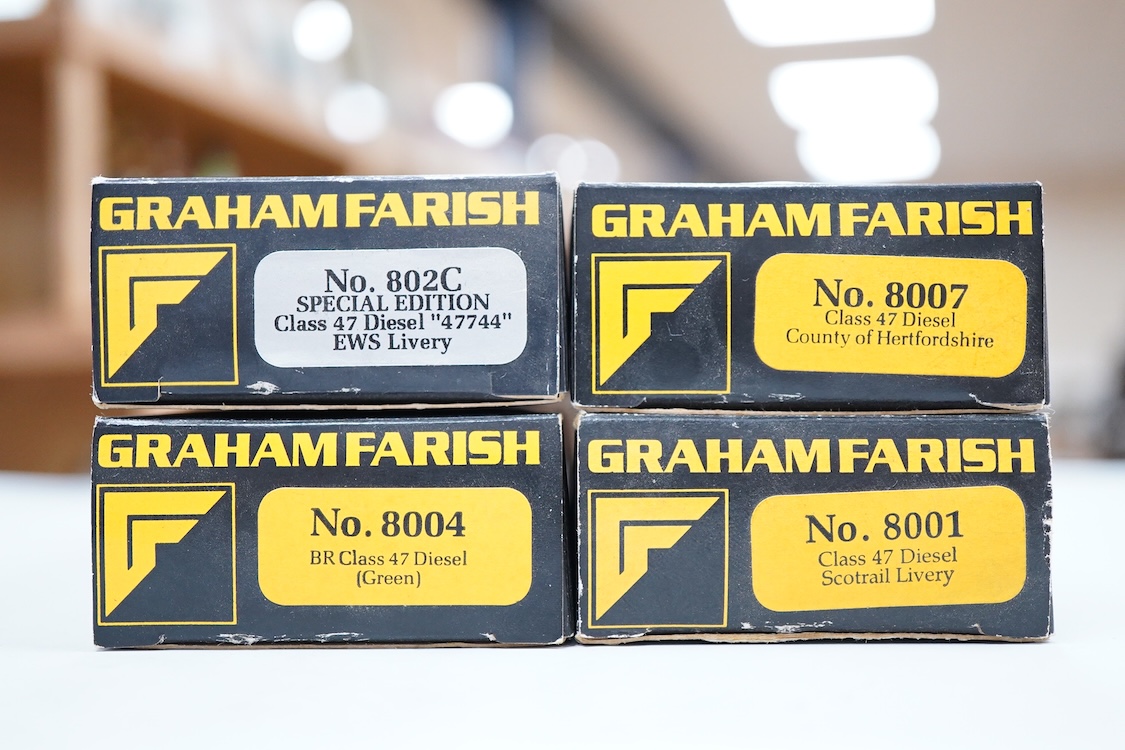 GRAHAM FARISH
No. 802C
SPECIAL EDITION
Class 47 Diesel "47744"
EWS Livery
GRAHAM FARISH
No. 8007
Class 47 Diesel
County of Hertfordshire
GRAHAM FARISH
No. 8004
BR Class 47 Diesel
(Green)
GRAHAM FARISH
No. 8001
Class 47 Diesel
Scotrail Livery